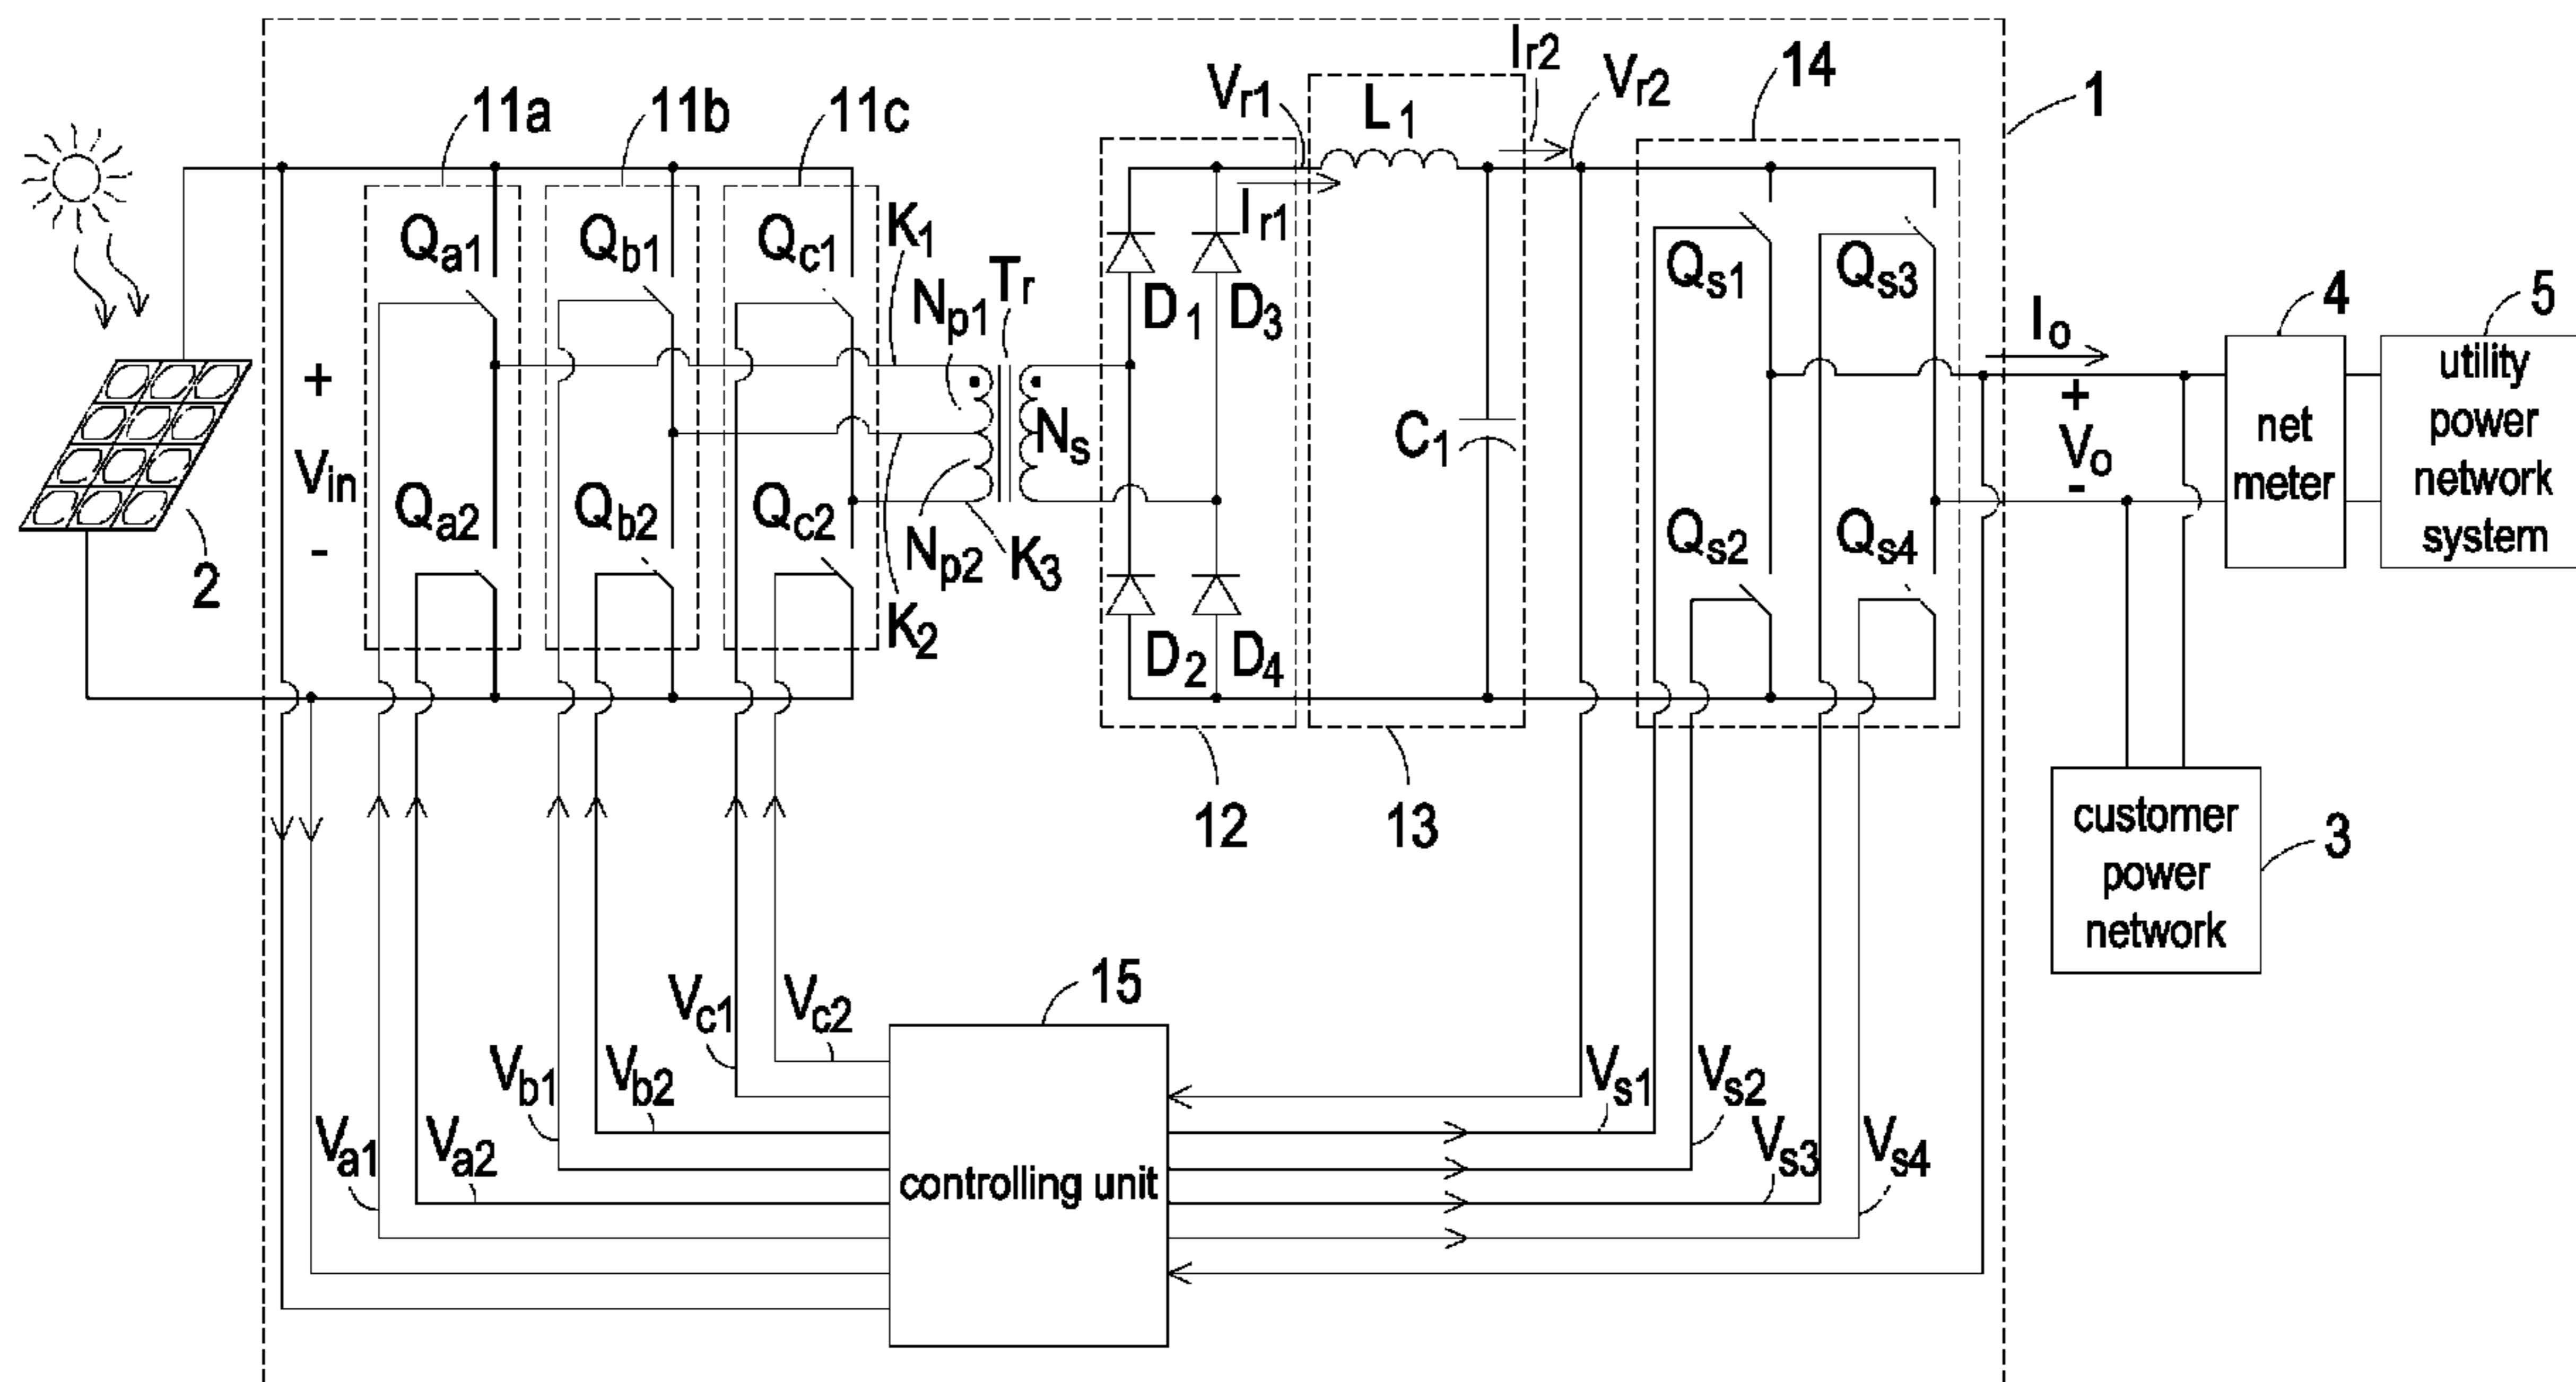 11a
11b
11c
Vr1
L1
Ir2
Vr2
14
1
Qa1
Qb1
Qc1
K1
Ir1
Np1
Tr
D1
D3
Qs1
Qs3
4
5
Io
+
Vin
-
+
Vo
-
net
meter
utility
power
network
system
Ns
C1
Qa2
Qb2
Qc2
Np2
K3
K2
2
D2
D4
Qs2
Qs4
12
13
customer
power
network
3
15
Vc1
Vc2
Vb1
Vb2
Va1
Va2
controlling unit
Vs1
Vs2
Vs3
Vs4